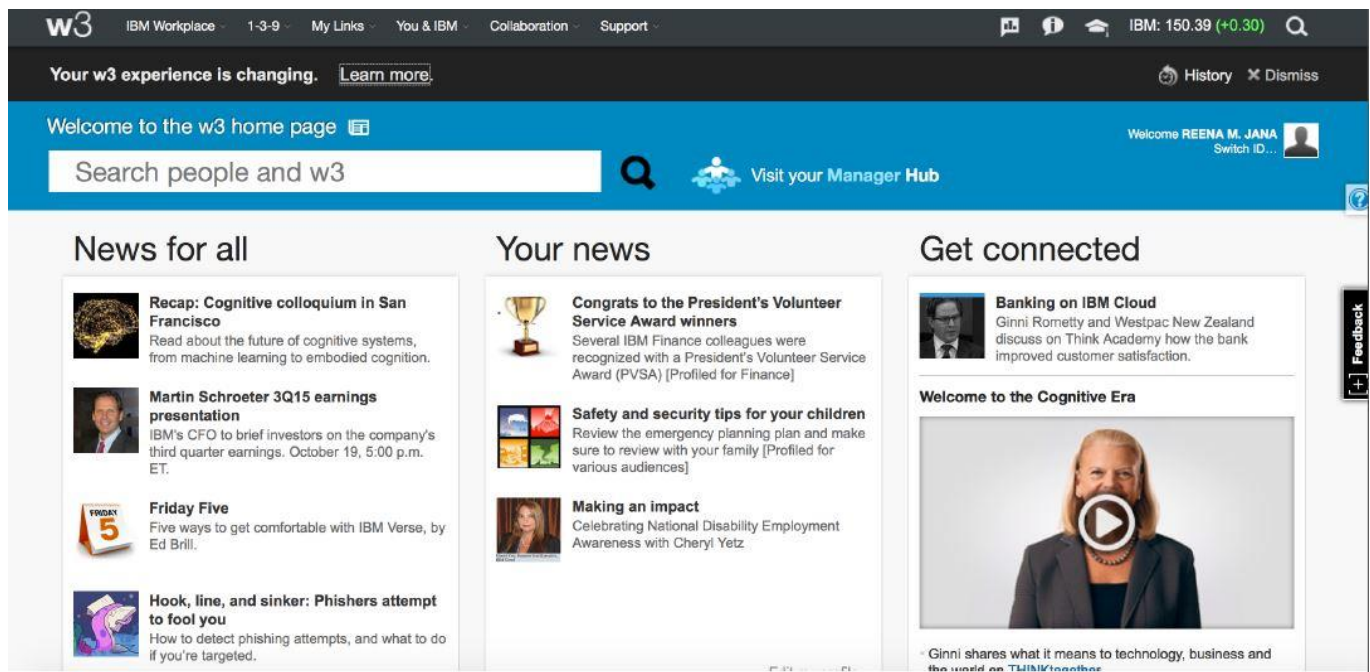 w3 IBM Workplace 1-3-9 My Links You & IBM Collaboration Support IBM: 150.39 (+0.30)
Your w3 experience is changing. Learn more. History Dismiss
Welcome to the w3 home page
Welcome REENA M. JANA
Switch ID...
Search people and w3
Visit your Manager Hub
News for all
Recap: Cognitive colloquium in San
Francisco
Read about the future of cognitive systems,
from machine learning to embodied cognition.
Martin Schroeter 3Q15 earnings
presentation
IBM's CFO to brief investors on the company's
third quarter earnings. October 19, 5:00 p.m.
ET.
FRIDAY
5
Friday Five
Five ways to get comfortable with IBM Verse, by
Ed Brill.
Hook, line, and sinker: Phishers attempt
to fool you
How to detect phishing attempts, and what to do
if you're targeted.
Your news
Congrats to the President's Volunteer
Service Award winners
Several IBM Finance colleagues were
recognized with a President's Volunteer Service
Award (PVSA) [Profiled for Finance]
Safety and security tips for your children
Review the emergency planning plan and make
sure to review with your family [Profiled for
various audiences]
Making an impact
Celebrating National Disability Employment
Awareness with Cheryl Yetz
Get connected
Banking on IBM Cloud
Ginni Rometty and Westpac New Zealand
discuss on Think Academy how the bank
improved customer satisfaction.
Welcome to the Cognitive Era
Ginni shares what it means to technology, business and
the world on THINKtogether
[+] Feedback